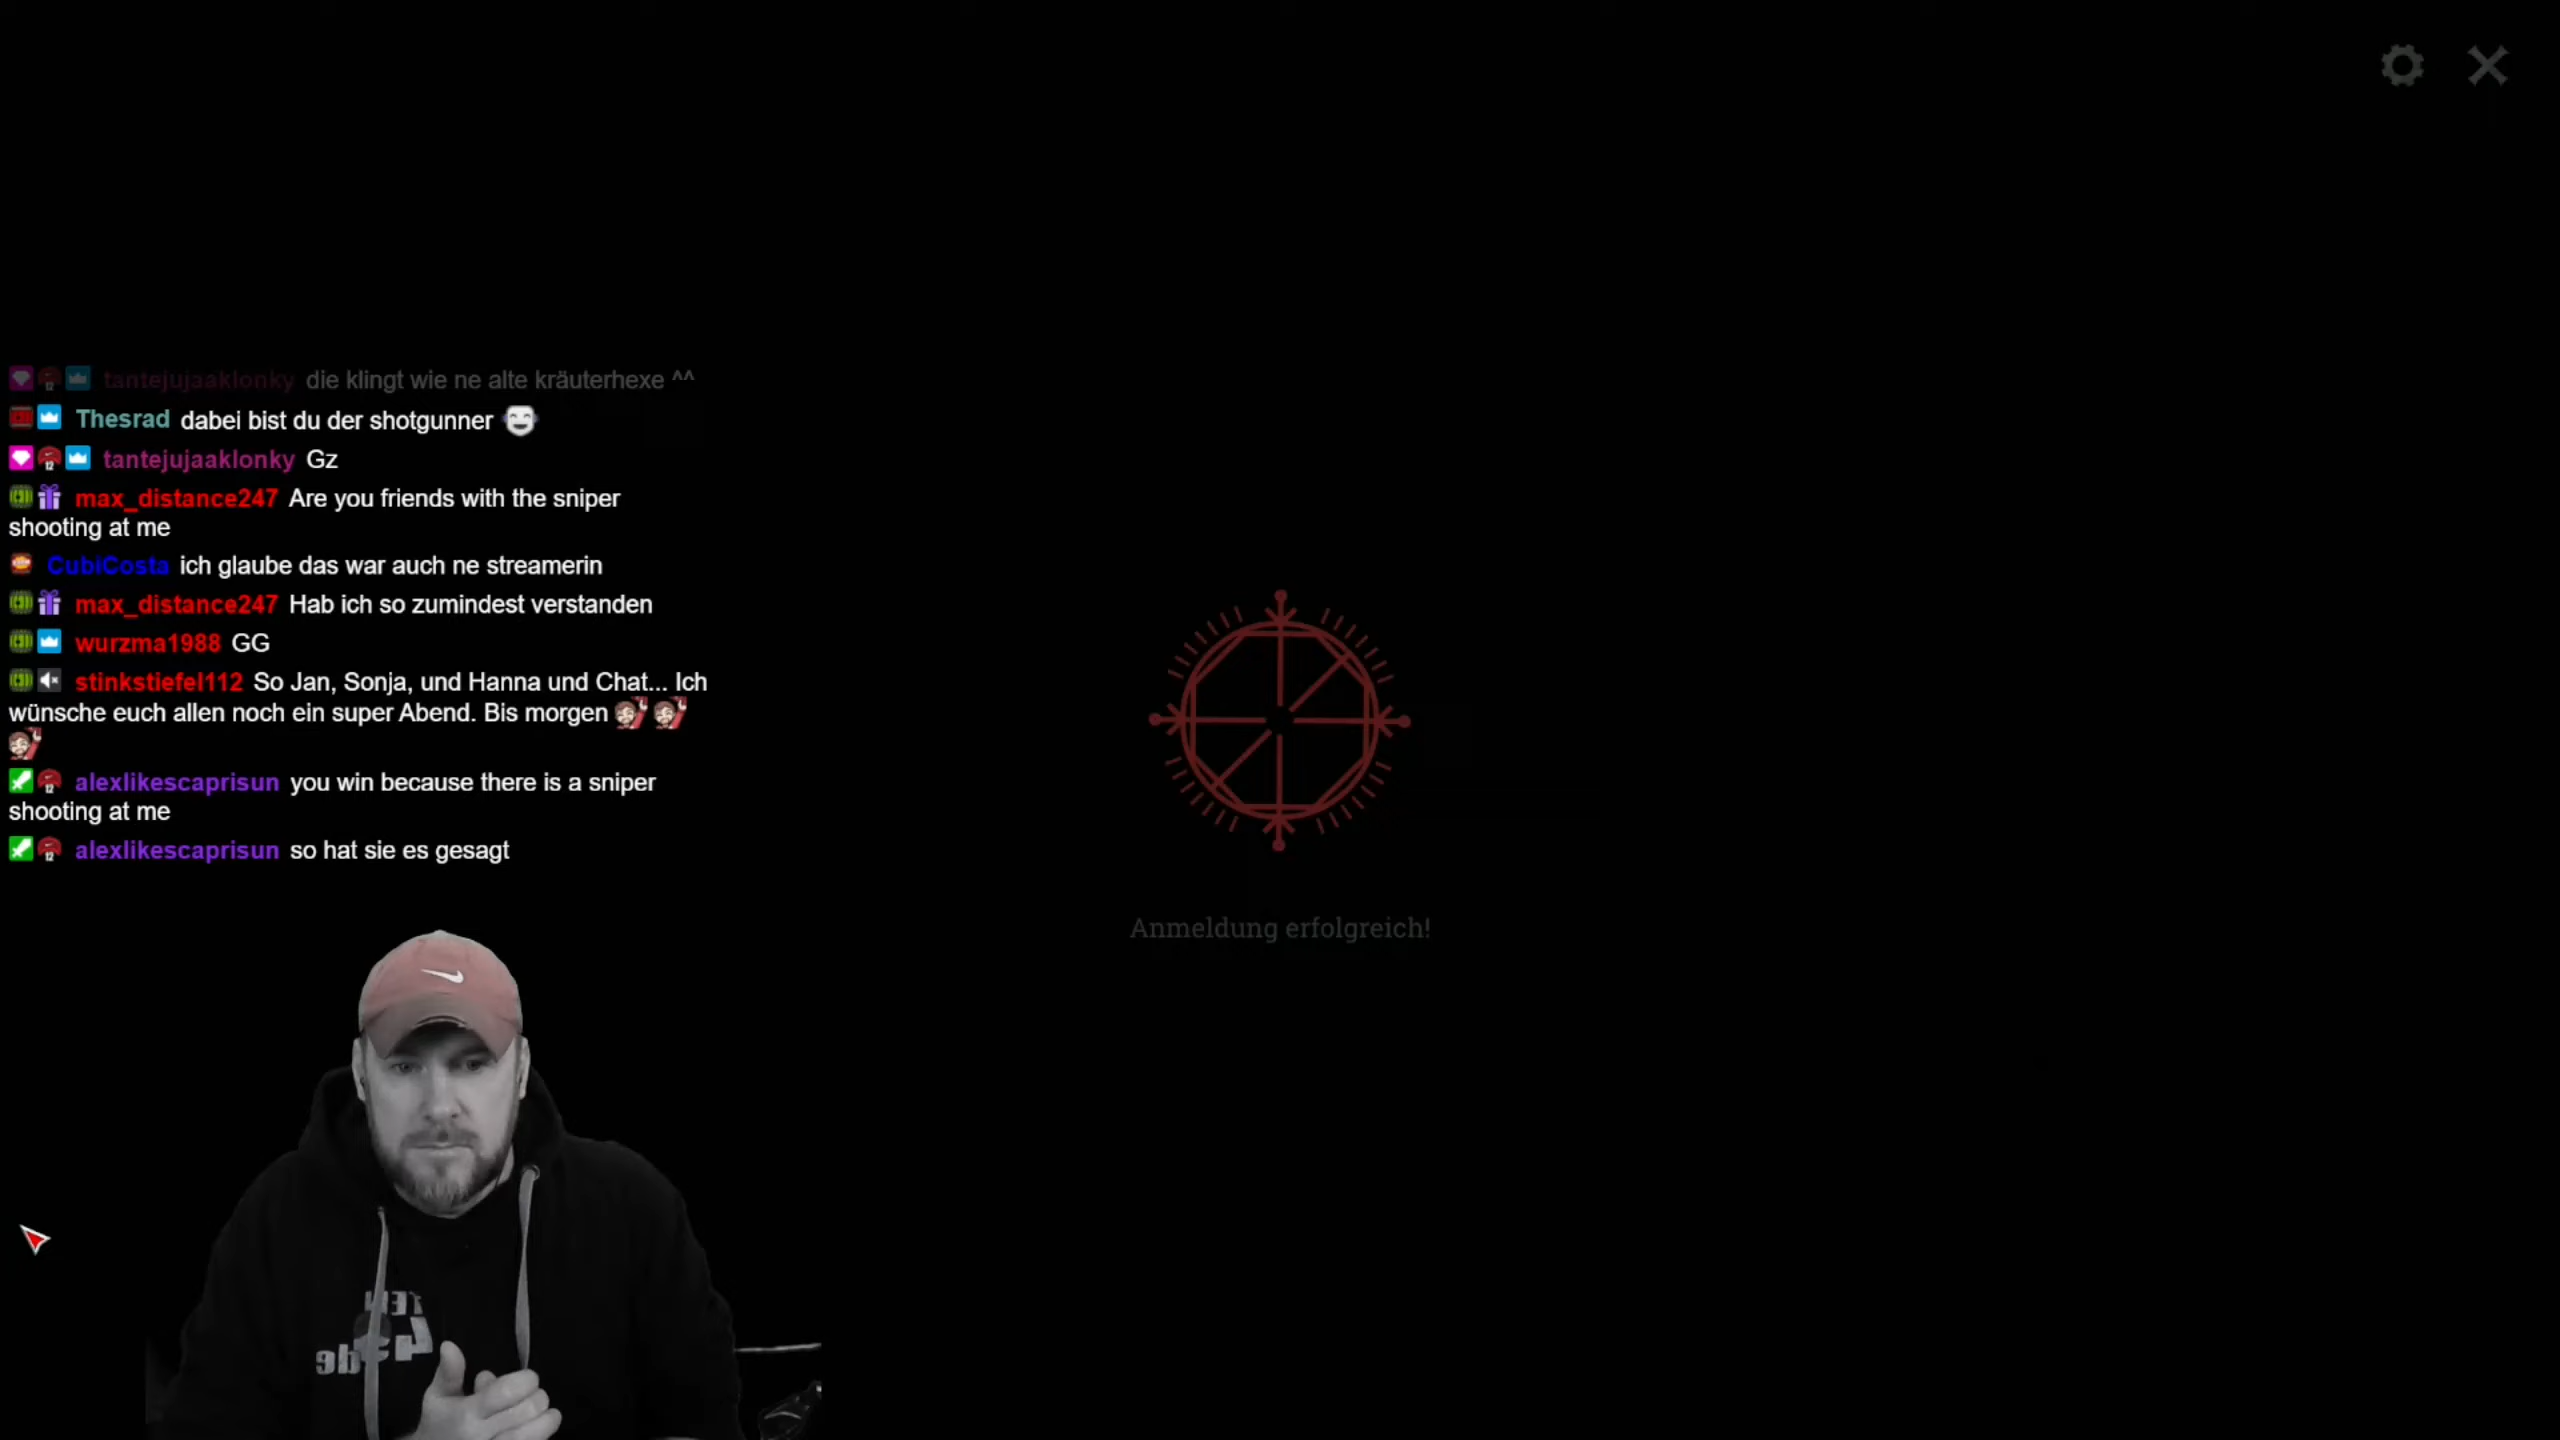 tantejujaaklonky die klingt wie ne alte kräuterhexe ^^
Thesrad dabei bist du der shotgunner
tantejujaaklonky Gz
max_distance247 Are you friends with the sniper
shooting at me
CubiCosta ich glaube das war auch ne streamerin
max_distance247 Hab ich so zumindest verstanden
wurzma1988 GG
stinkstiefel112 So Jan, Sonja, und Hanna und Chat... Ich
wünsche euch allen noch ein super Abend. Bis morgen
alexlikescaprisun you win because there is a sniper
shooting at me
alexlikescaprisun so hat sie es gesagt
Anmeldung erfolgreich!